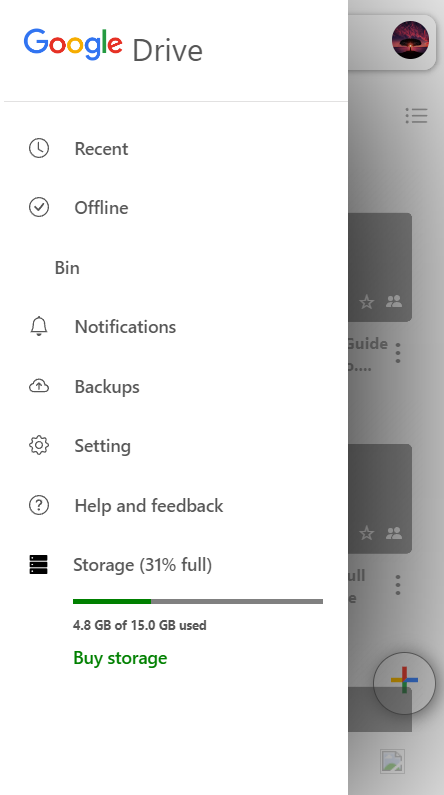 Google Drive
Recent
Offline
Bin
Notifications
Guide
Backups
Setting
Help and feedback
Storage (31% full)
4.8 GB of 15.0 GB used
Buy storage